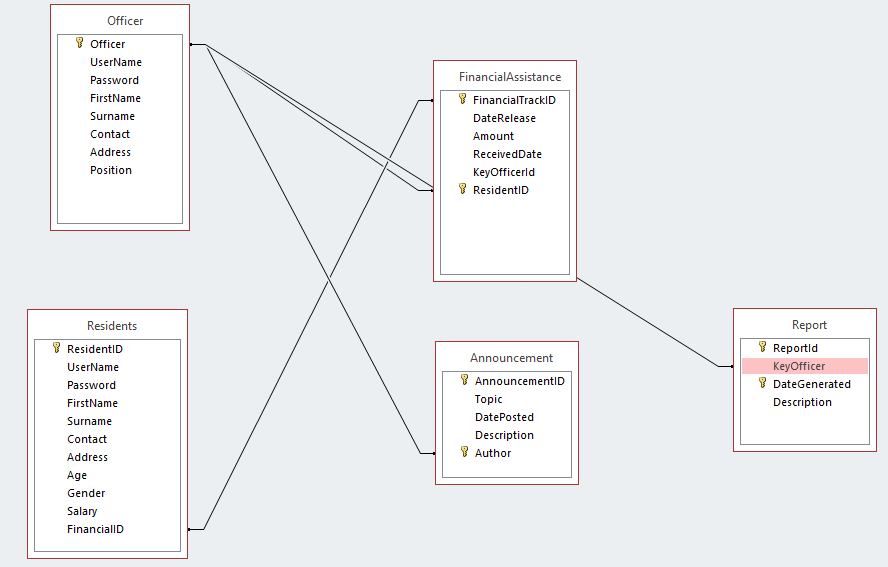 Officer
Officer
UserName
Password
FirstName
Surname
Contact
Address
Position
FinancialAssistance
FinancialTrackID
DateRelease
Amount
ReceivedDate
KeyOfficerId
ResidentID
Residents
ResidentID
UserName
Password
FirstName
Surname
Contact
Address
Age
Gender
Salary
FinancialID
Announcement
AnnouncementID
Topic
DatePosted
Description
Author
Report
ReportId
KeyOfficer
DateGenerated
Description